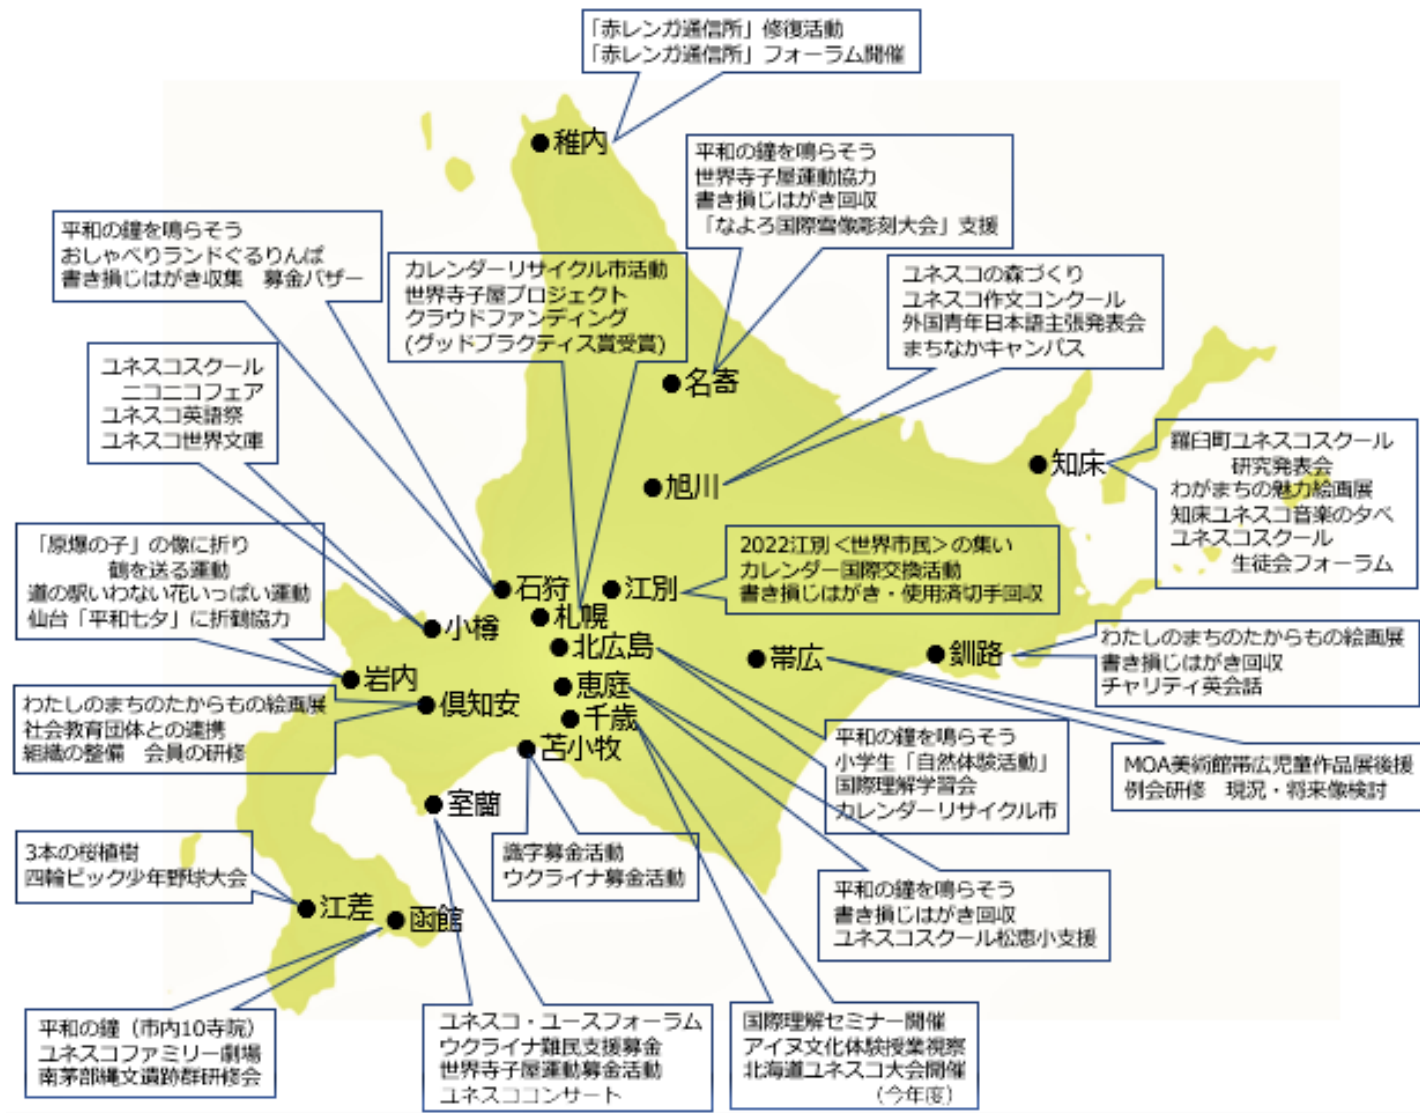 「赤レンガ通信所」修復活動
「赤レンガ通信所」フォーラム開催
稚内
平和の鐘を鳴らそう
世界寺子屋運動協力
書き損じはがき回収
「なよろ国際雪像彫刻大会」支援
名寄
平和の鐘を鳴らそう
おしゃべりランドぐるりんぱ
書き損じはがき収集　募金バザー
石狩
カレンダーリサイクル市活動
世界寺子屋プロジェクト
クラウドファンディング
(グッドプラクティス賞受賞)
札幌
ユネスコの森づくり
ユネスコ作文コンクール
外国青年日本語主張発表会
まちなかキャンパス
旭川
ユネスコスクール
ニコニコフェア
ユネスコ英語祭
ユネスコ世界文庫
小樽
羅臼町ユネスコスクール
研究発表会
わがまちの魅力絵画展
知床ユネスコ音楽の夕べ
ユネスコスクール
生徒会フォーラム
知床
「原爆の子」の像に折り
鶴を送る運動
道の駅いわない花いっぱい運動
仙台「平和七夕」に折鶴協力
岩内
2022江別＜世界市民＞の集い
カレンダー国際交換活動
書き損じはがき・使用済切手回収
江別
わたしのまちのたからもの絵画展
書き損じはがき回収
チャリティ英会話
釧路
わたしのまちのたからもの絵画展
社会教育団体との連携
組織の整備　会員の研修
倶知安
平和の鐘を鳴らそう
小学生「自然体験活動」
国際理解学習会
カレンダーリサイクル市
北広島
MOA美術館帯広児童作品展後援
例会研修　現況・将来像検討
帯広
3本の桜植樹
四輪ピック少年野球大会
江差
識字募金活動
ウクライナ募金活動
苫小牧
平和の鐘を鳴らそう
書き損じはがき回収
ユネスコスクール松恵小支援
恵庭
平和の鐘（市内10寺院）
ユネスコファミリー劇場
南茅部縄文遺跡群研修会
函館
ユネスコ・ユースフォーラム
ウクライナ難民支援募金
世界寺子屋運動募金活動
ユネスココンサート
室蘭
国際理解セミナー開催
アイヌ文化体験授業視察
北海道ユネスコ大会開催
（今年度）
千歳